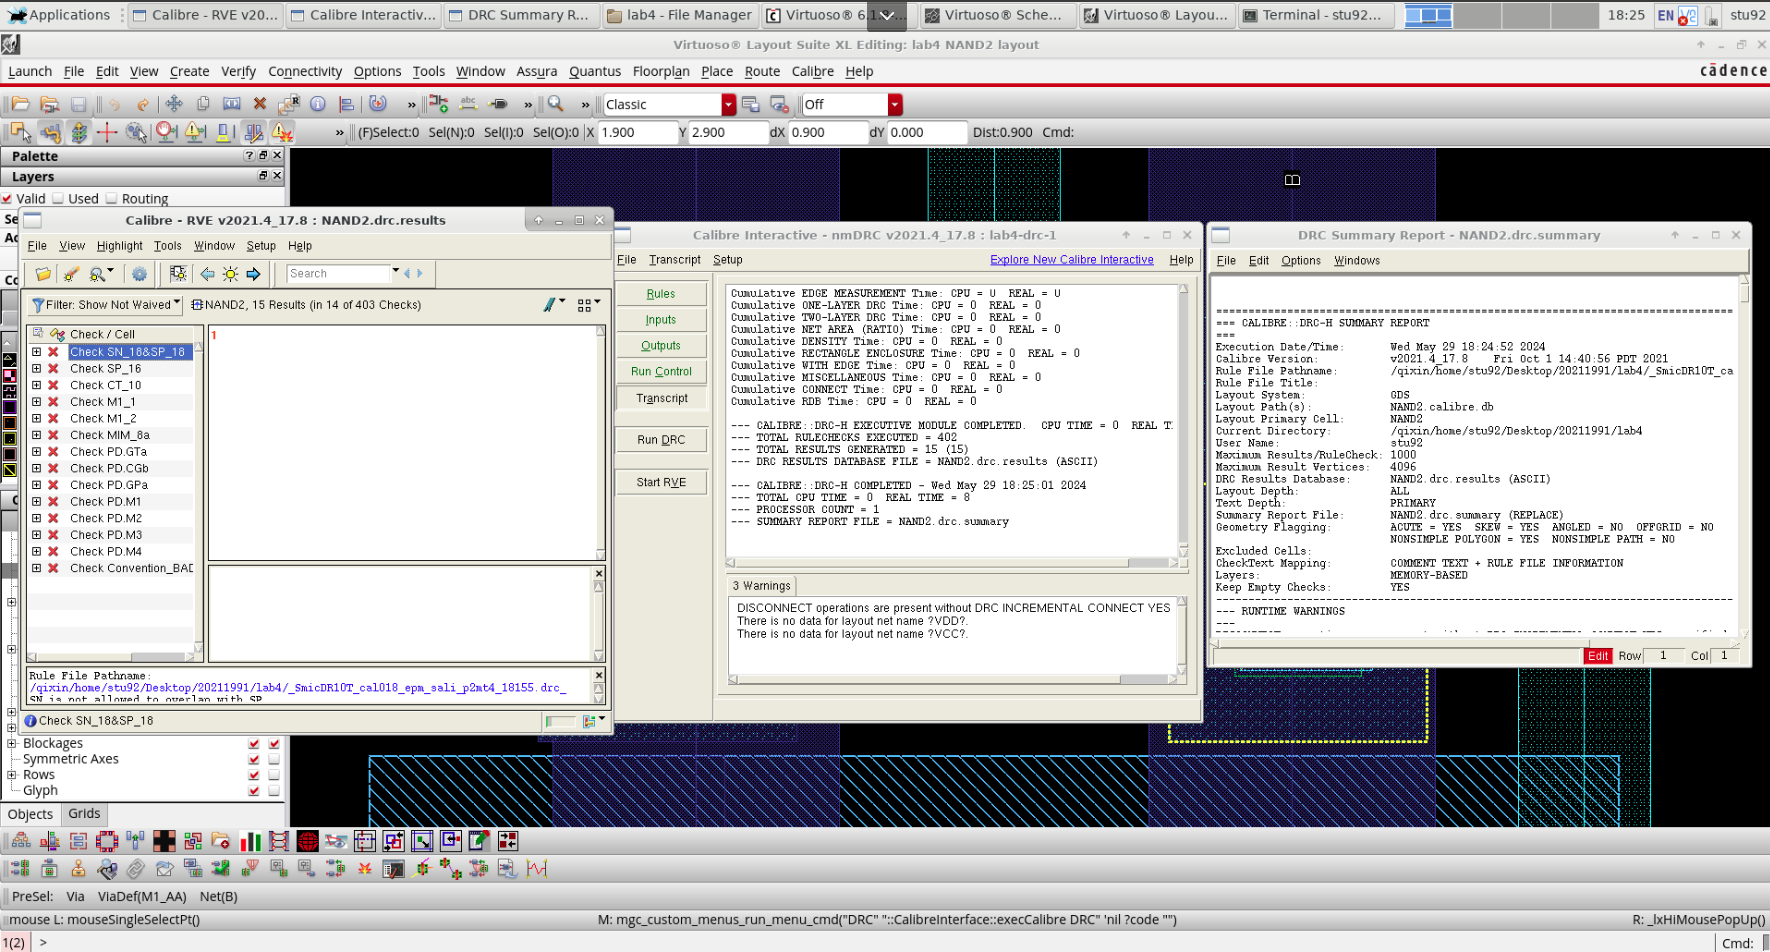 Applications
Calibre - RVE v20...
Calibre Interactiv...
DRC Summary R...
lab4 - File Manager
Virtuoso® Sche...
Virtuoso® Layou...
Terminal - stu92...
18:25
EN
stu92
Virtuoso® Layout Suite XL Editing: lab4 NAND2 layout
Launch File Edit View Create Verify Connectivity Options Tools Window Assura Quantus Floorplan Place Route Calibre Help
cādence
Classic
Off
(F)Select:0 Sel(N):0 Sel(I):0 Sel(O):0 X 1.900 Y 2.900 dX 0.900 dY 0.000 Dist:0.900 Cmd:
Palette
Layers
Valid Used Routing
Calibre - RVE v2021.4_17.8 : NAND2.drc.results
File View Highlight Tools Window Setup Help
Search
Filter: Show Not Waived
NAND2, 15 Results (in 14 of 403 Checks)
Check / Cell
Check SN_18&SP_18
Check SP_16
Check CT_10
Check M1_1
Check M1_2
Check MIM_8a
Check PD.GTa
Check PD.CGb
Check PD.GPa
Check PD.M1
Check PD.M2
Check PD.M3
Check PD.M4
Check Convention_BAD
1
Rule File Pathname:
/qixin/home/stu92/Desktop/20211991/lab4/_SmicDR10T_cal018_epm_sali_p2mt4_18155.drc_
SN is not allowed to overlap with SP
Check SN_18&SP_18
Blockages
Symmetric Axes
Rows
Glyph
Objects Grids
Calibre Interactive - nmDRC v2021.4_17.8 : lab4-drc-1
File Transcript Setup
Explore New Calibre Interactive
Help
Rules
Inputs
Outputs
Run Control
Transcript
Run DRC
Start RVE
Cumulative EDGE MEASUREMENT Time: CPU = 0 REAL = 0
Cumulative ONE-LAYER DRC Time: CPU = 0 REAL = 0
Cumulative TWO-LAYER DRC Time: CPU = 0 REAL = 0
Cumulative NET AREA (RATIO) Time: CPU = 0 REAL = 0
Cumulative DENSITY Time: CPU = 0 REAL = 0
Cumulative RECTANGLE ENCLOSURE Time: CPU = 0 REAL = 0
Cumulative WITH EDGE Time: CPU = 0 REAL = 0
Cumulative MISCELLANEOUS Time: CPU = 0 REAL = 0
Cumulative CONNECT Time: CPU = 0 REAL = 0
Cumulative RDB Time: CPU = 0 REAL = 0
--- CALIBRE::DRC-H EXECUTIVE MODULE COMPLETED. CPU TIME = 0 REAL T
--- TOTAL RULECHECKS EXECUTED = 402
--- TOTAL RESULTS GENERATED = 15 (15)
--- DRC RESULTS DATABASE FILE = NAND2.drc.results (ASCII)
--- CALIBRE::DRC-H COMPLETED - Wed May 29 18:25:01 2024
--- TOTAL CPU TIME = 0 REAL TIME = 8
--- PROCESSOR COUNT = 1
--- SUMMARY REPORT FILE = NAND2.drc.summary
3 Warnings
DISCONNECT operations are present without DRC INCREMENTAL CONNECT YES
There is no data for layout net name ?VDD?.
There is no data for layout net name ?VCC?.
DRC Summary Report - NAND2.drc.summary
File Edit Options Windows
=== CALIBRE::DRC-H SUMMARY REPORT
===
Execution Date/Time: Wed May 29 18:24:52 2024
Calibre Version: v2021.4_17.8 Fri Oct 1 14:40:56 PDT 2021
Rule File Pathname: /qixin/home/stu92/Desktop/20211991/lab4/_SmicDR10T_ca
Rule File Title:
Layout System: GDS
Layout Path(s): NAND2.calibre.db
Layout Primary Cell: NAND2
Current Directory: /qixin/home/stu92/Desktop/20211991/lab4
User Name: stu92
Maximum Results/RuleCheck: 1000
Maximum Result Vertices: 4096
DRC Results Database: NAND2.drc.results (ASCII)
Layout Depth: ALL
Text Depth: PRIMARY
Summary Report File: NAND2.drc.summary (REPLACE)
Geometry Flagging: ACUTE = YES SKEW = YES ANGLED = NO OFFGRID = NO
NONSIMPLE POLYGON = YES NONSIMPLE PATH = NO
Excluded Cells:
CheckText Mapping: COMMENT TEXT + RULE FILE INFORMATION
Layers: MEMORY-BASED
Keep Empty Checks: YES
--- RUNTIME WARNINGS
---
Edit Row 1 Col 1
PreSel: Via ViaDef(M1_AA) Net(B)
mouse L: mouseSingleSelectPt()
M: mgc_custom_menus_run_menu_cmd("DRC" "::CalibreInterface::execCalibre DRC" 'nil ?code "")
R: _lxHiMousePopUp()
1(2) >
Cmd: